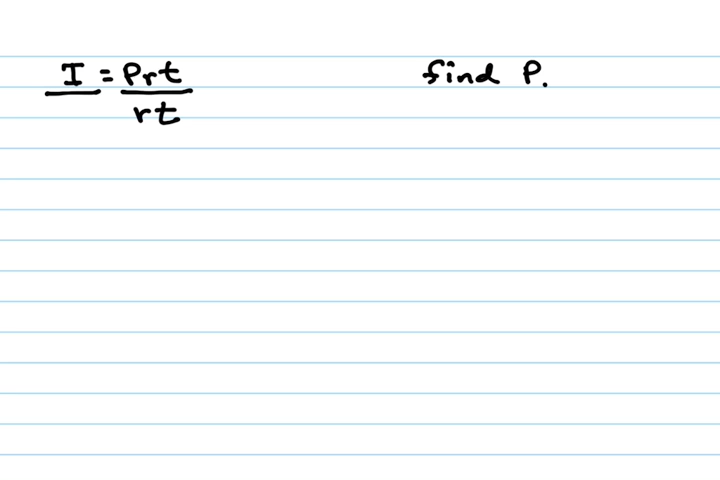 I = Prt find P.
rt